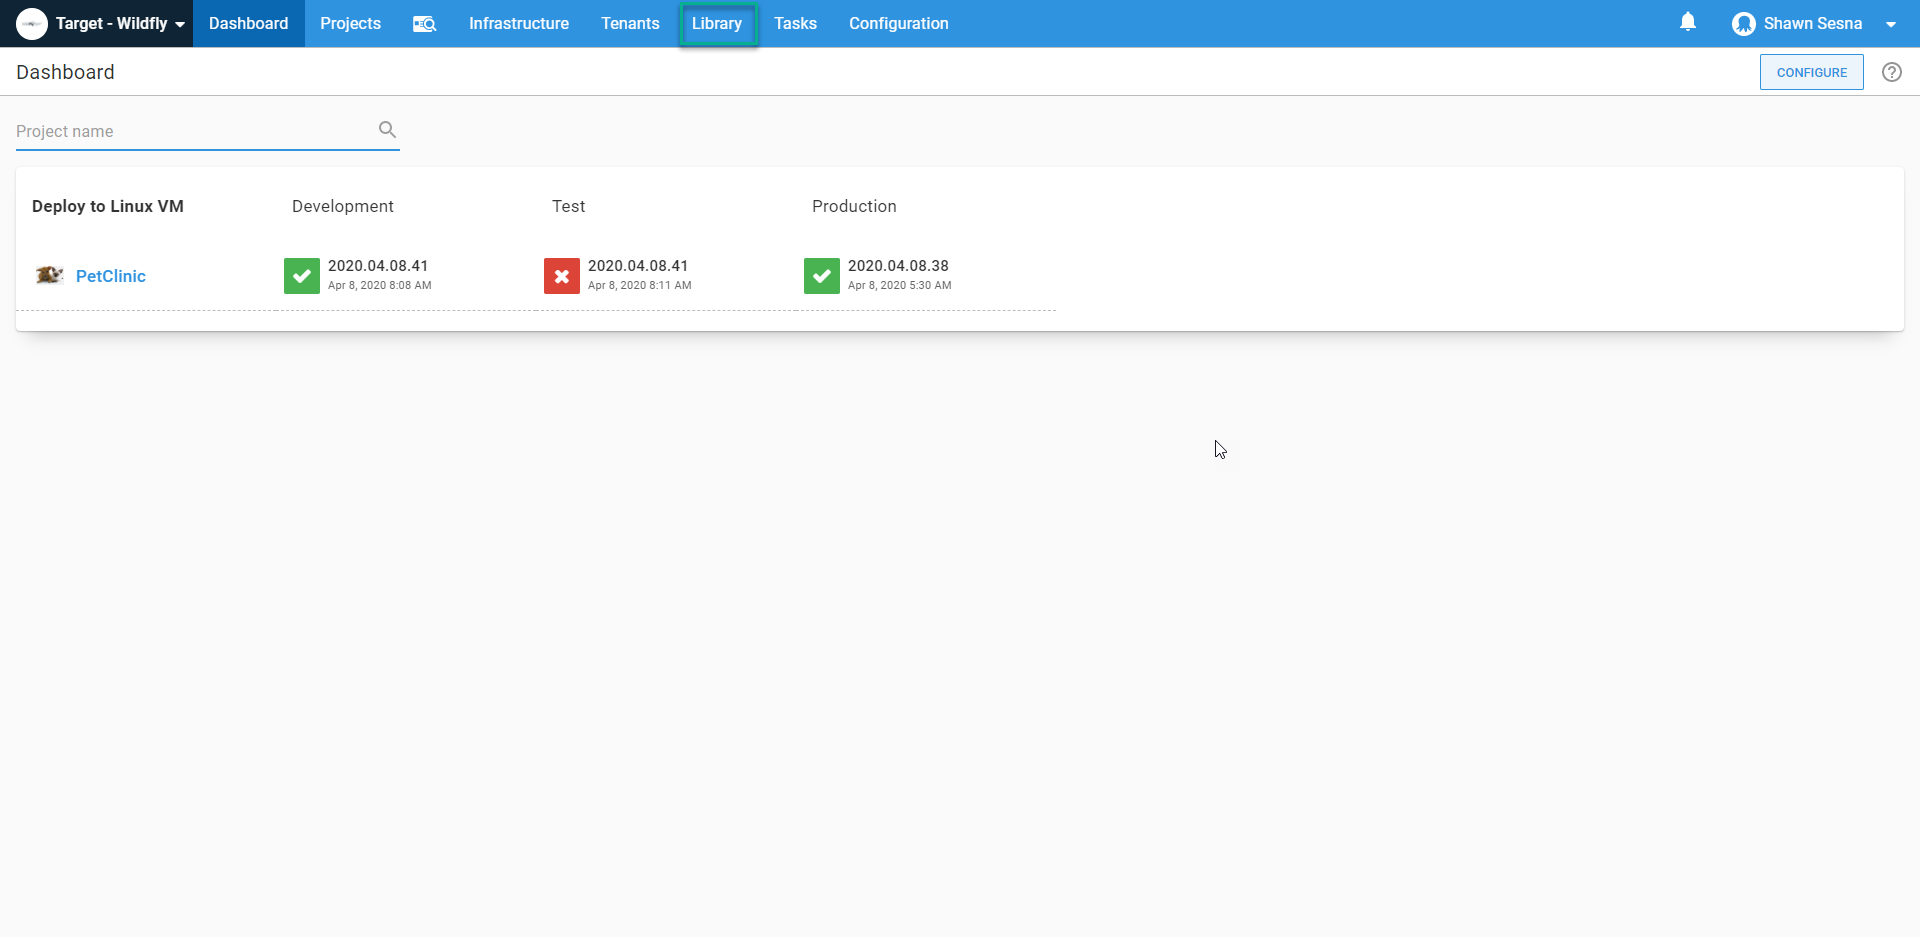 Target - Wildfly
Dashboard
Projects
Infrastructure
Tenants
Library
Tasks
Configuration
Shawn Sesna
Dashboard
CONFIGURE
Project name
Deploy to Linux VM
Development
Test
Production
PetClinic
2020.04.08.41
Apr 8, 2020 8:08 AM
2020.04.08.41
Apr 8, 2020 8:11 AM
2020.04.08.38
Apr 8, 2020 5:30 AM